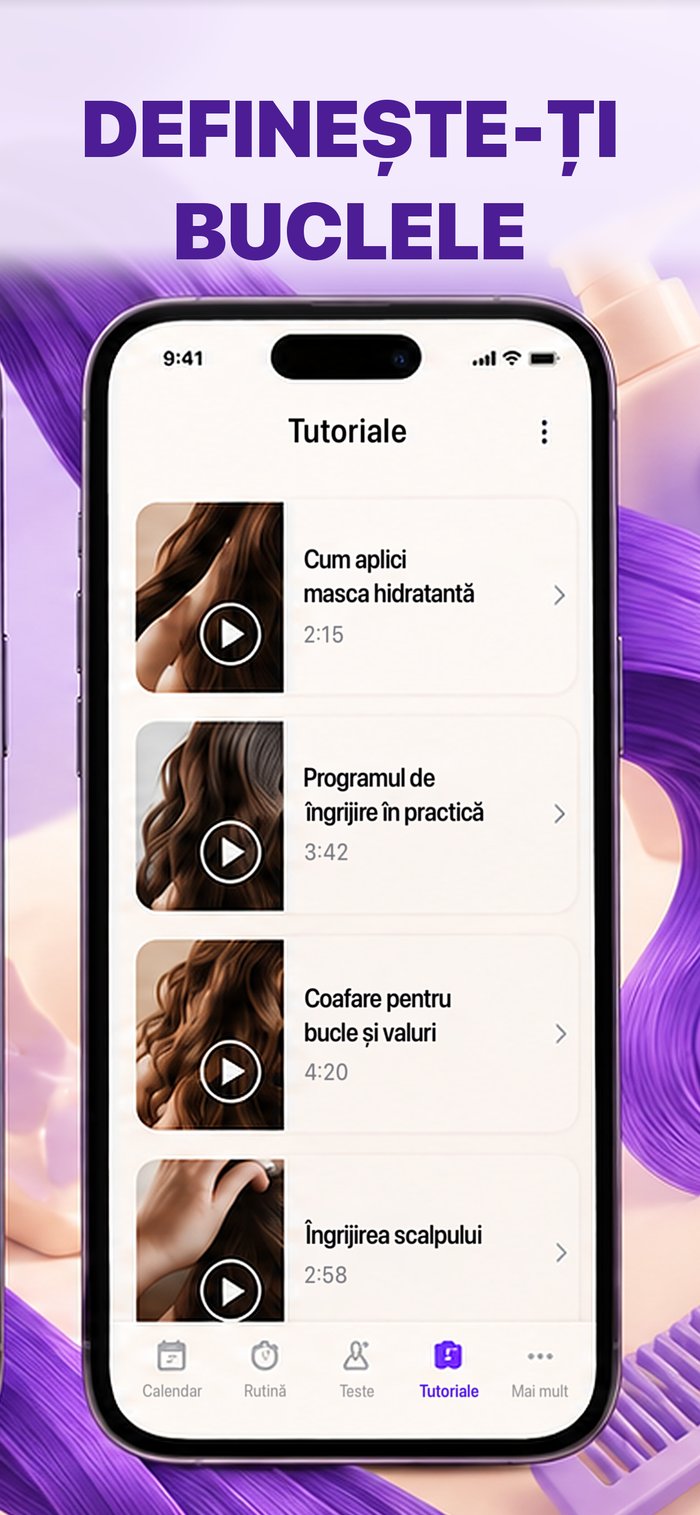 DEFINEȘTE-ȚI
BUCLELE
9:41
Tutoriale
Cum aplici
masca hidratantă
2:15
Programul de
îngrijire în practică
3:42
Coafare pentru
bucle și valuri
4:20
Îngrijirea scalpului
2:58
Calendar
Rutină
Teste
Tutoriale
Mai mult